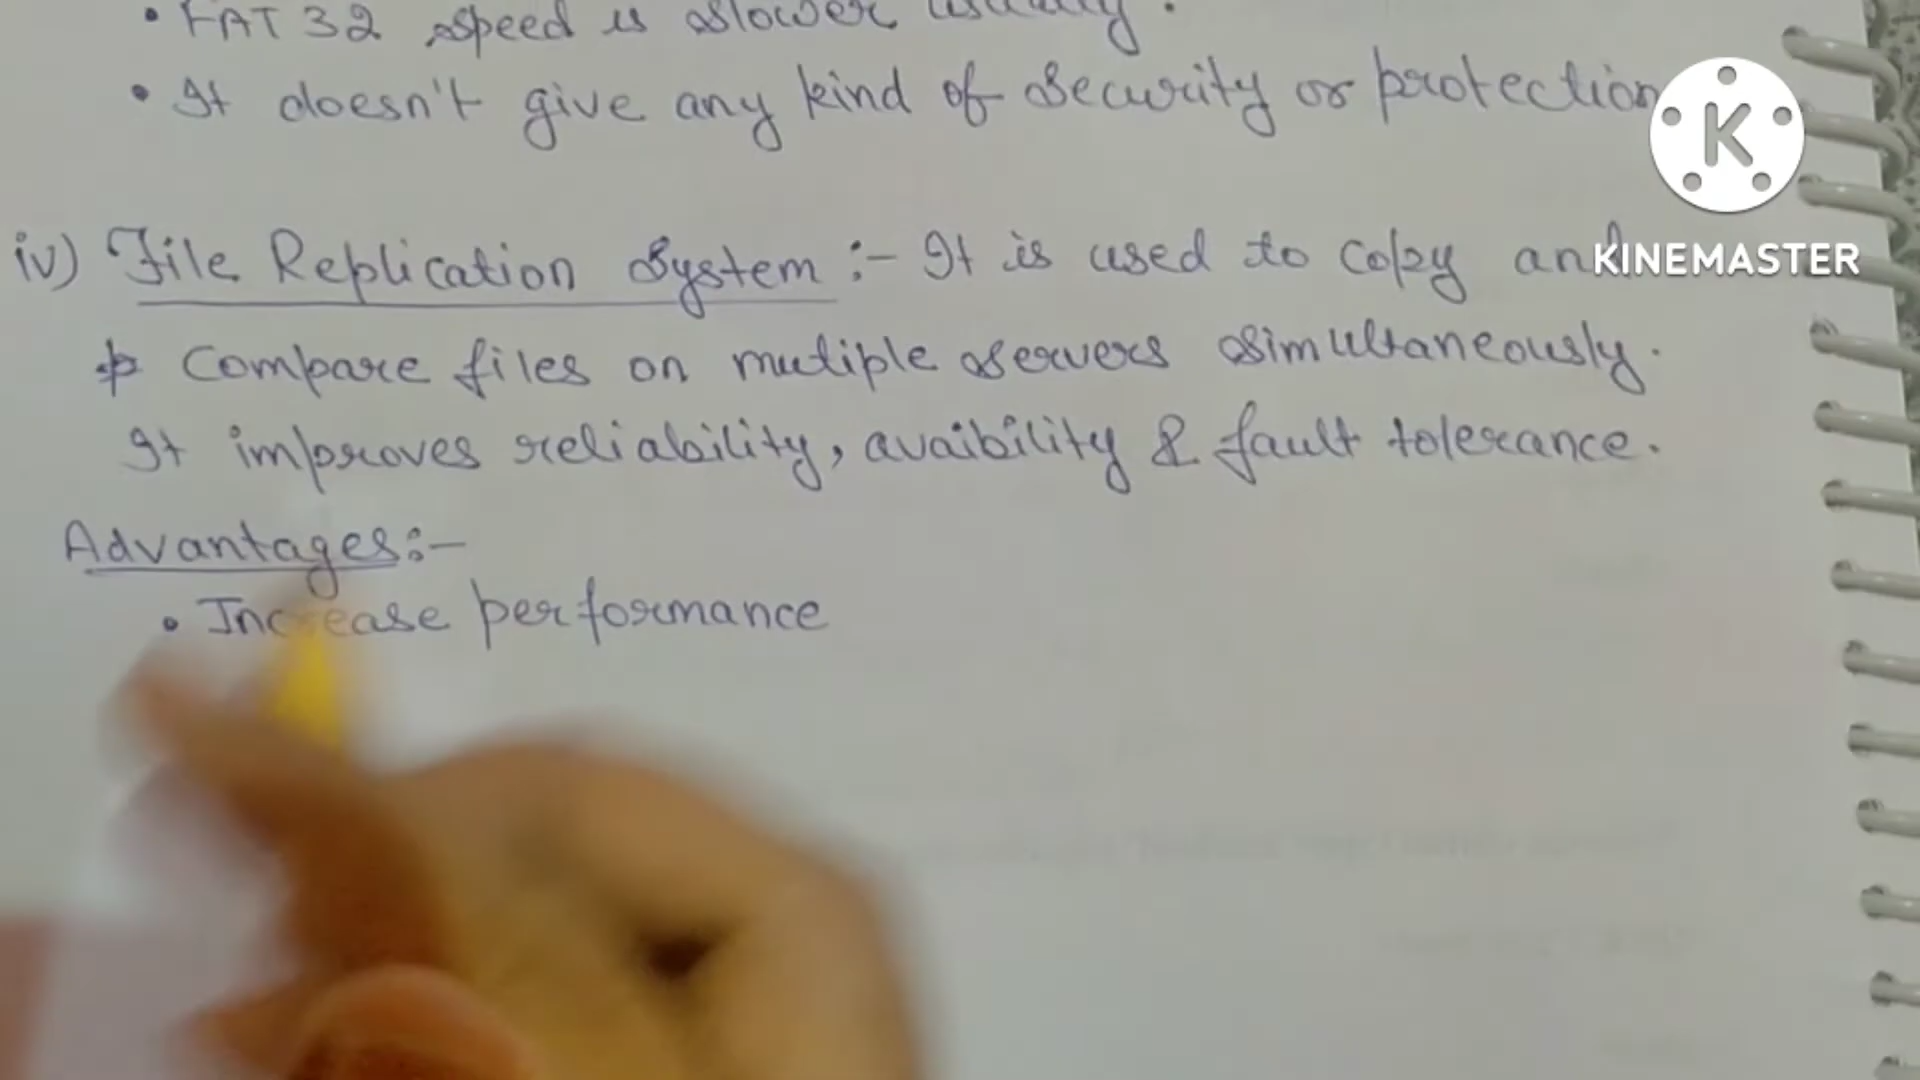 • FAT 32 speed is slower usually.
• It doesn't give any kind of security or protection
K
KINEMASTER
iv) File Replication System :- It is used to copy and
Compare files on mutiple servers simultaneously.
It improves reliability, avaibility & fault tolerance.
Advantages:-
• Increase performance